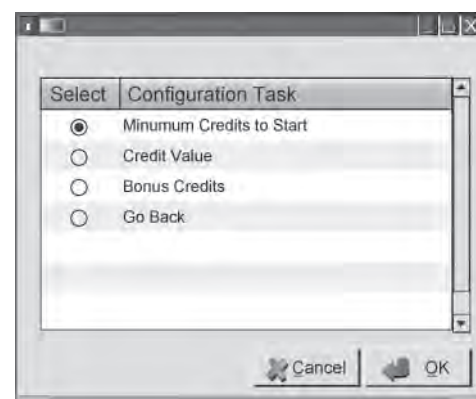 Select Configuration Task
Minumum Credits to Start
Credit Value
Bonus Credits
Go Back
Cancel OK